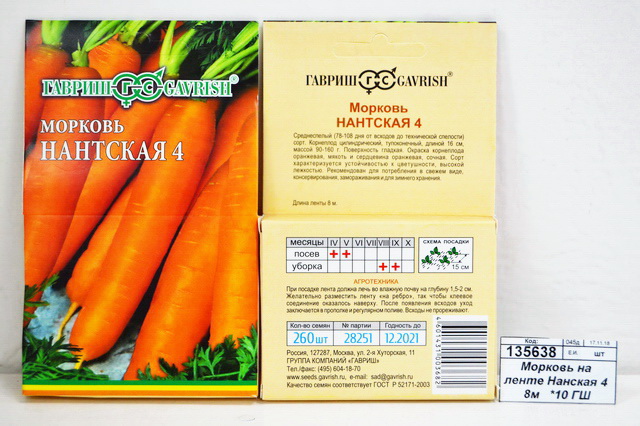 ГАВРИШ ГС GAVRISH®
МОРКОВЬ
НАНТСКАЯ 4
ГАВРИШ ГС GAVRISH®
Морковь
НАНТСКАЯ 4
Среднеспелый (78-108 дня от всходов до технической спелости)
сорт. Корнеплод цилиндрический, тупоконечный, длиной 16 см,
массой 90-160 г. Поверхность гладкая. Окраска корнеплода
оранжевая, мякоть и сердцевина оранжевая, сочная. Сорт
характеризуется устойчивостью к цветушности, высокой
лежкостью. Рекомендован для потребления в свежем виде,
консервирования, замораживания и для зимнего хранения.
Длина ленты 8 м.
месяцы IV V VI VII VIII IX X
посев + +
уборка + +
СХЕМА ПОСАДКИ
15 см
АГРОТЕХНИКА
При посадке лента должна лечь во влажную почву на глубину 1,5-2 см.
Желательно разместить ленту «на ребро», так чтобы клеевое
соединение оказалось наверху. После появления всходов уход
заключается в прополке и регулярном поливе. Всходы не прореживают.
Кол-во семян № партии Годность до
260 шт 28251 12.2021
Россия, 127287, Москва, ул. 2-я Хуторская, 11
ГРУППА КОМПАНИЙ «ГАВРИШ»
Тел./факс: (495) 604-18-70
www.seeds.gavrish.ru e-mail: sad@gavrish.ru
Качество семян соответствует ГОСТ Р 52171-2003
Код: 045д 17.11.18
135638 Е.И. шт
Морковь на
ленте Нанская 4
8м *10 ГШ